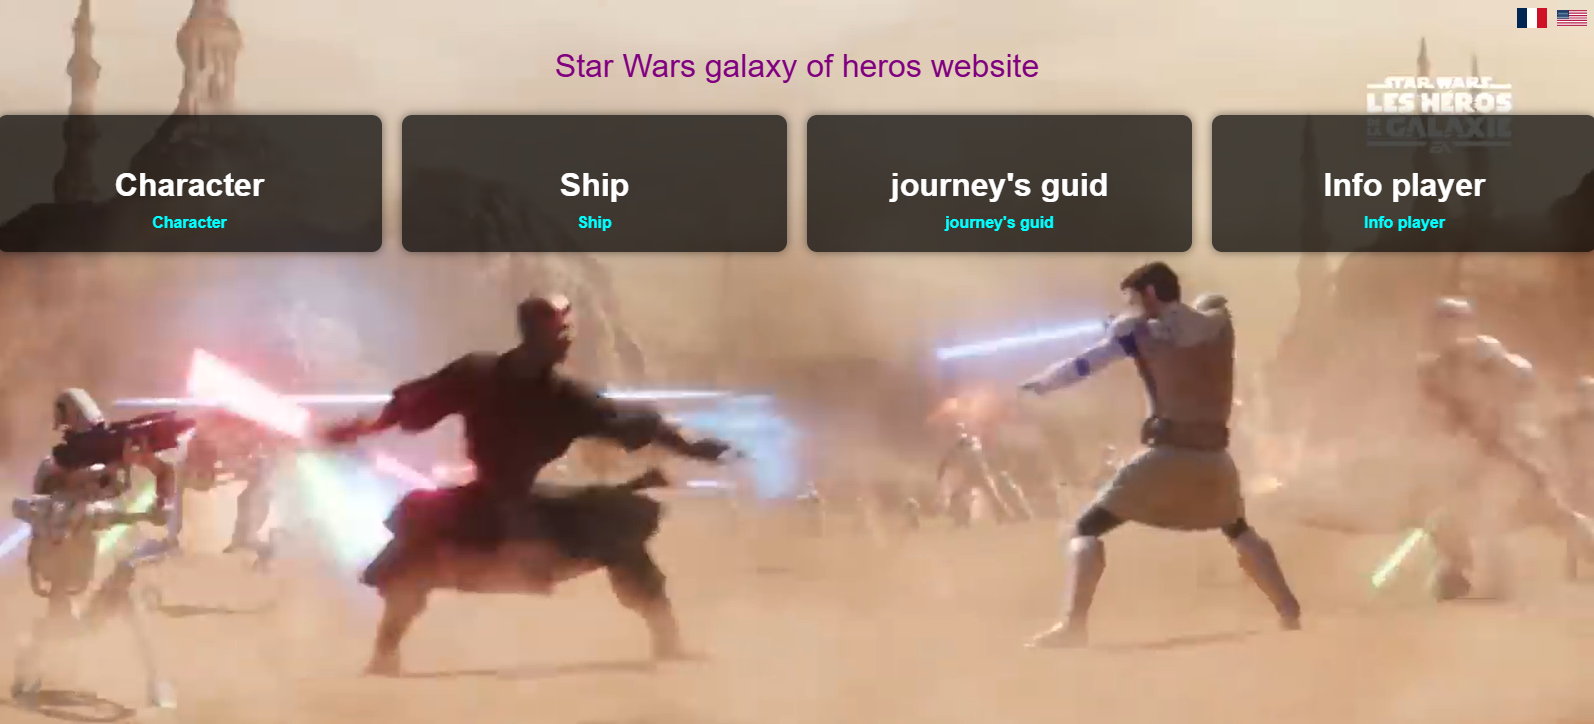 Star Wars galaxy of heros website
STAR WARS
LES HÉROS
DE LA GALAXIE
EA
Character
Character
Ship
Ship
journey's guid
journey's guid
Info player
Info player